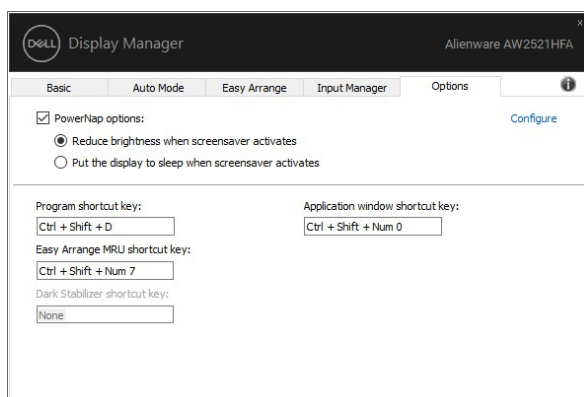 x
DELL Display Manager
Alienware AW2521HFA
Basic
Auto Mode
Easy Arrange
Input Manager
Options
i
PowerNap options:
Configure
Reduce brightness when screensaver activates
Put the display to sleep when screensaver activates
Program shortcut key:
Application window shortcut key:
Ctrl + Shift + D
Ctrl + Shift + Num 0
Easy Arrange MRU shortcut key:
Ctrl + Shift + Num 7
Dark Stabilizer shortcut key:
None